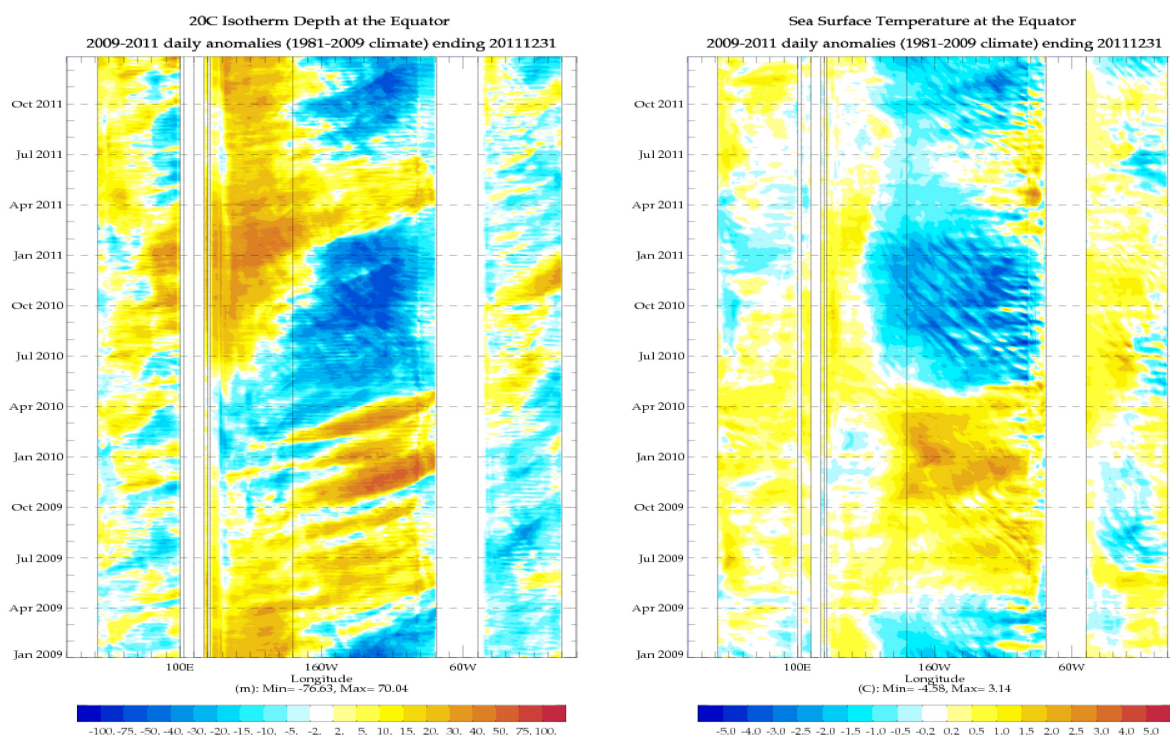 20C Isotherm Depth at the Equator
2009-2011 daily anomalies (1981-2009 climate) ending 20111231
Oct 2011
Jul 2011
Apr 2011
Jan 2011
Oct 2010
Jul 2010
Apr 2010
Jan 2010
Oct 2009
Jul 2009
Apr 2009
Jan 2009
100E 160W 60W
Longitude
(m): Min= -76.63, Max= 70.04
-100. -75. -50. -40. -30. -20. -15. -10. -5. -2. 2. 5. 10. 15. 20. 30. 40. 50. 75. 100.
Sea Surface Temperature at the Equator
2009-2011 daily anomalies (1981-2009 climate) ending 20111231
Oct 2011
Jul 2011
Apr 2011
Jan 2011
Oct 2010
Jul 2010
Apr 2010
Jan 2010
Oct 2009
Jul 2009
Apr 2009
Jan 2009
100E 160W 60W
Longitude
(C): Min= -4.58, Max= 3.14
-5.0 -4.0 -3.0 -2.5 -2.0 -1.5 -1.0 -0.5 -0.2 0.2 0.5 1.0 1.5 2.0 2.5 3.0 4.0 5.0